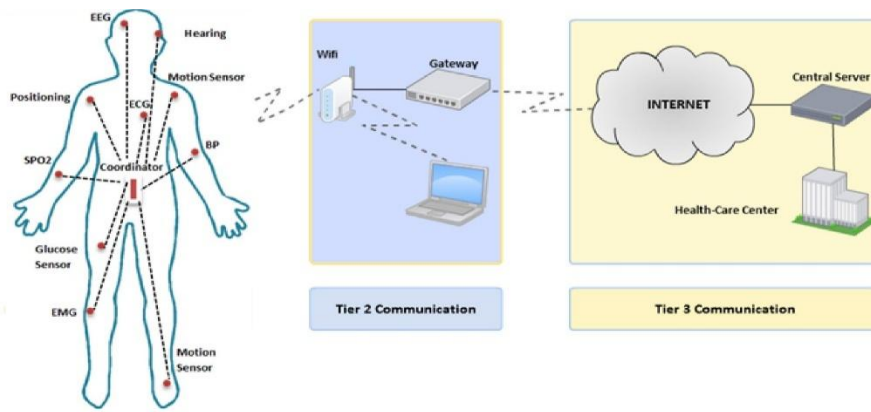 EEG
Hearing
Motion Sensor
Positioning
ECG
BP
SPO2
Coordinator
Glucose
Sensor
EMG
Motion
Sensor
Wifi
Gateway
Tier 2 Communication
INTERNET
Central Server
Health-Care Center
Tier 3 Communication